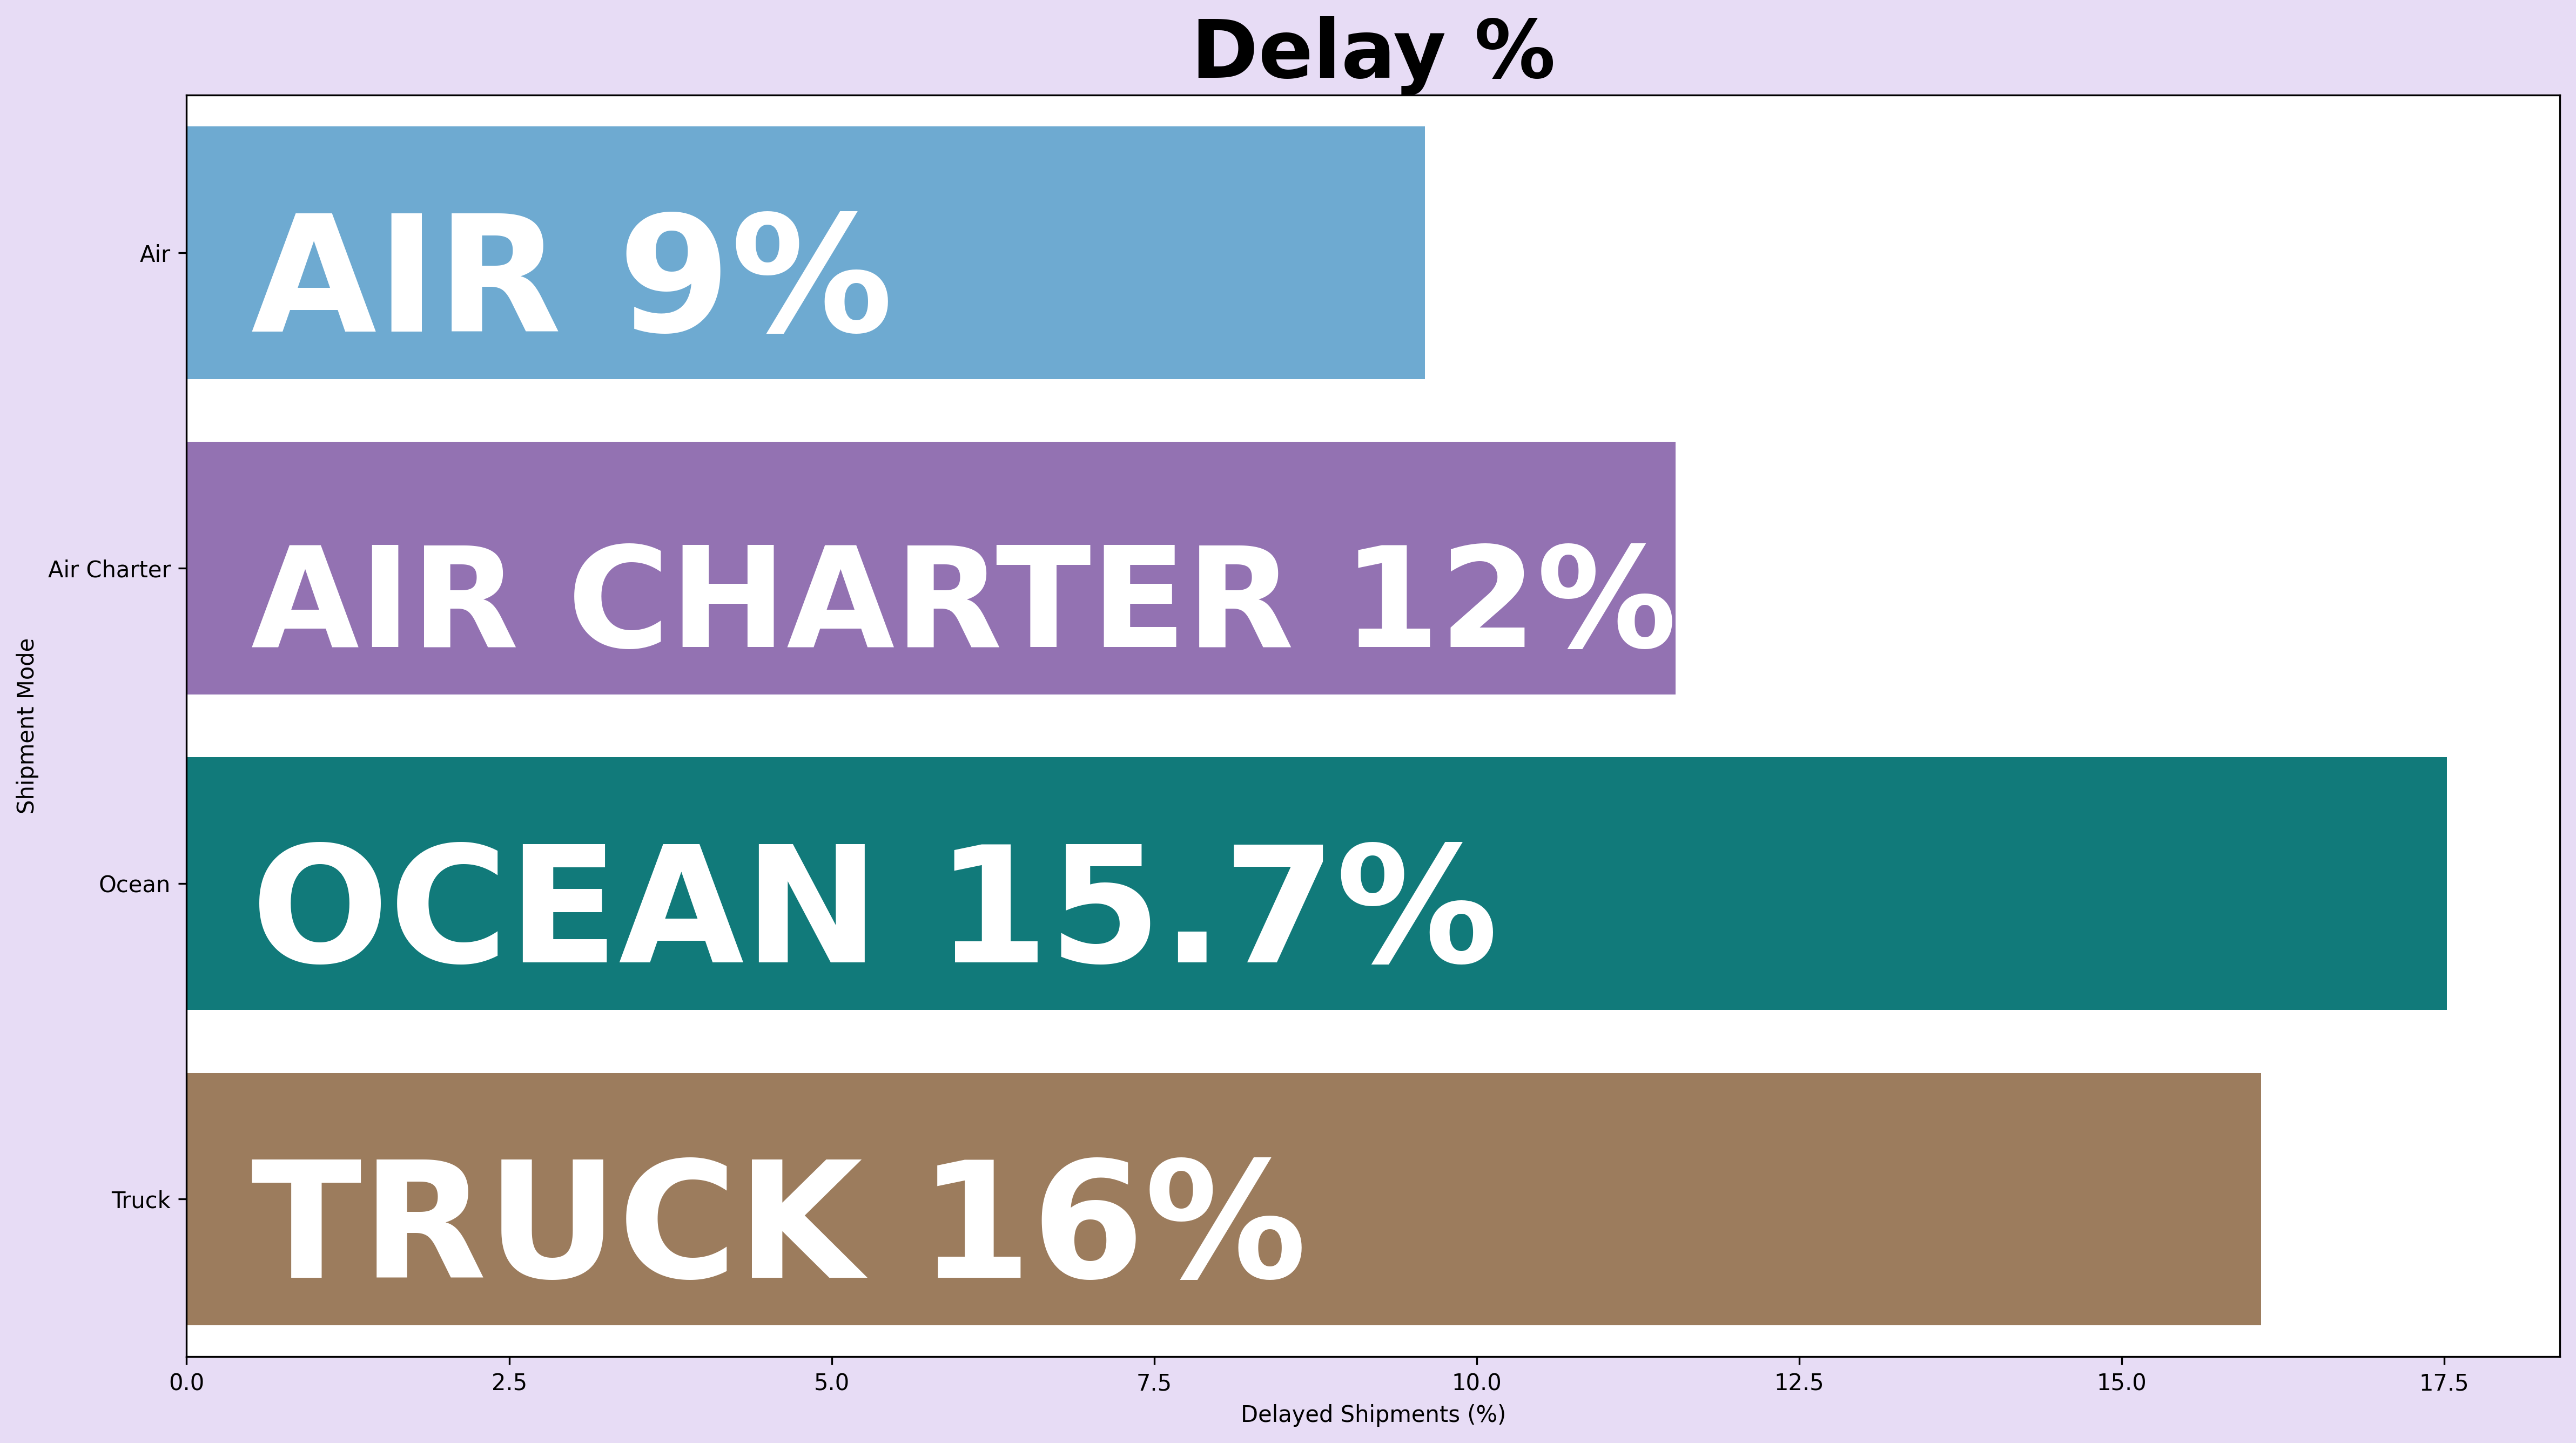 Delay %
Shipment Mode
Air
AIR 9%
Air Charter
AIR CHARTER 12%
Ocean
OCEAN 15.7%
Truck
TRUCK 16%
0.0 2.5 5.0 7.5 10.0 12.5 15.0 17.5
Delayed Shipments (%)